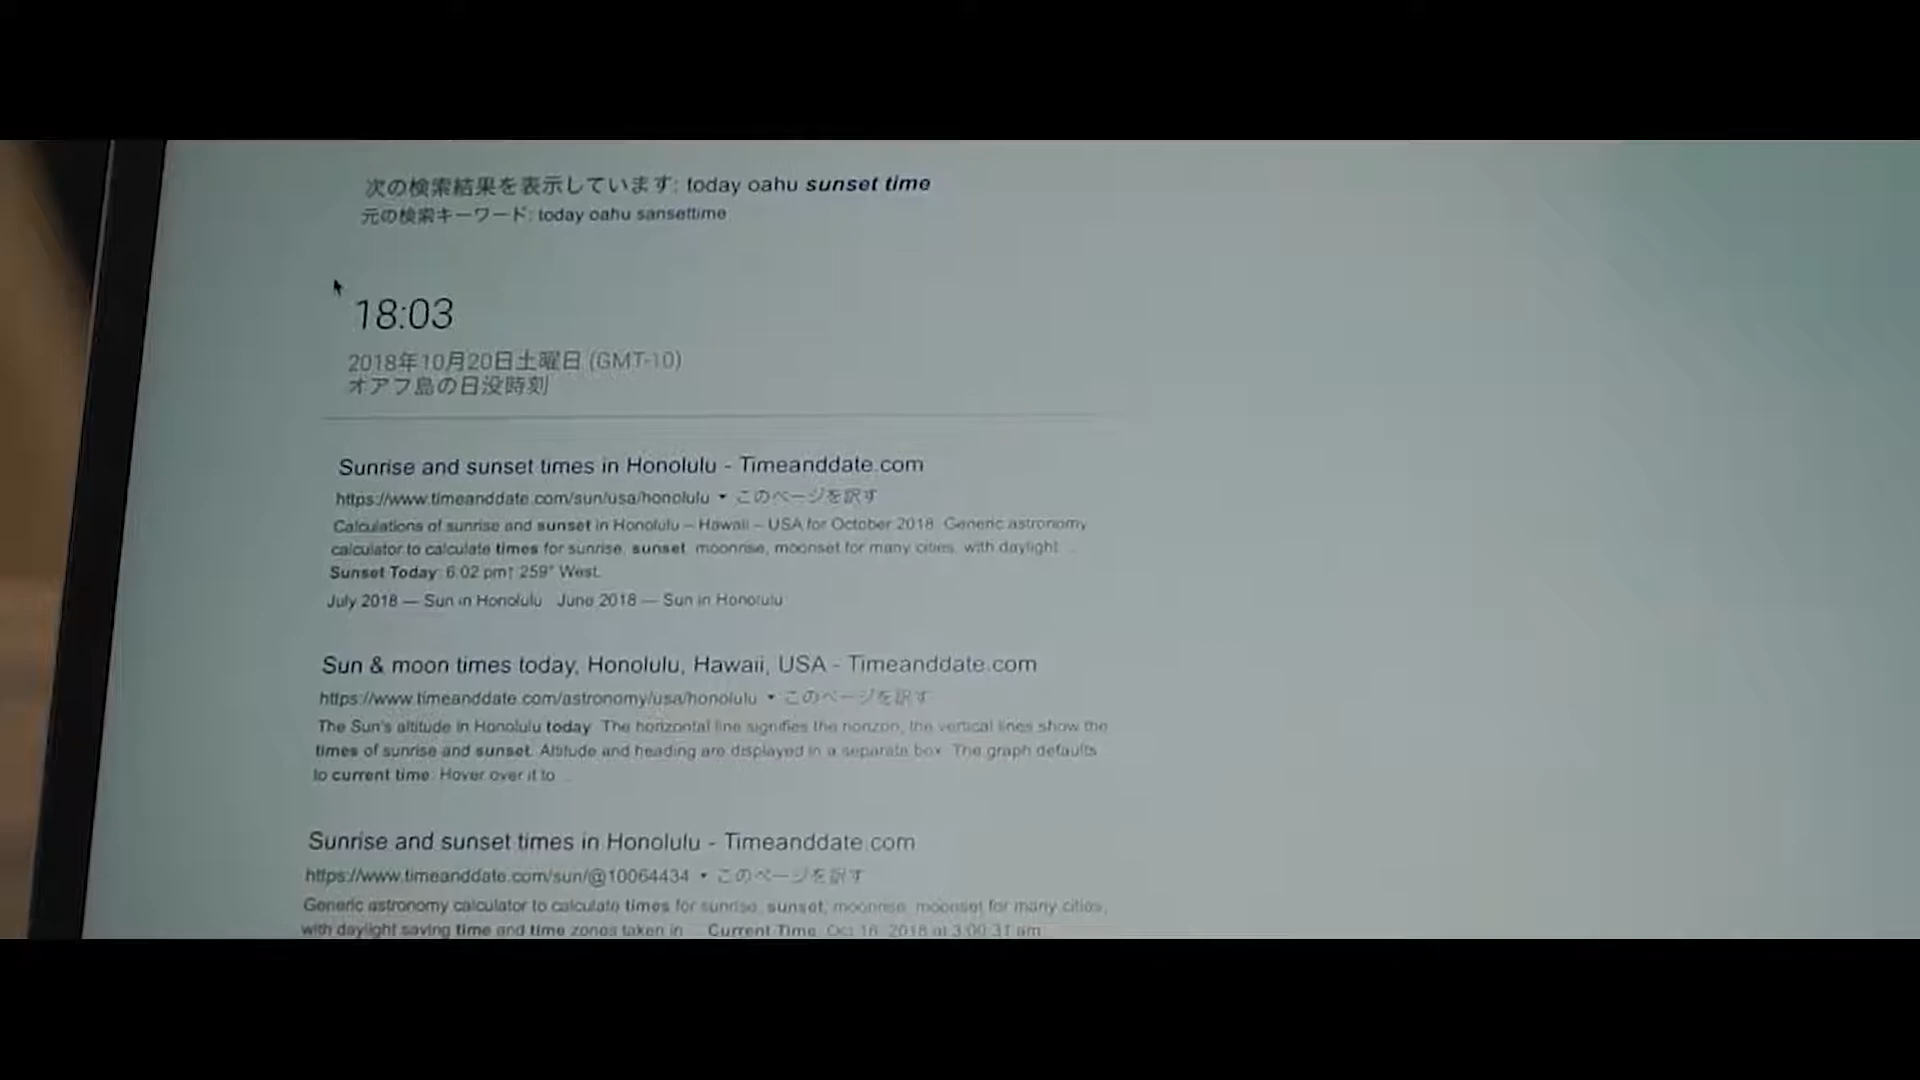 次の検索結果を表示しています: today oahu sunset time
元の検索キーワード: today oahu sansettime
18:03
2018年10月20日土曜日 (GMT-10)
オアフ島の日没時刻
Sunrise and sunset times in Honolulu - Timeanddate.com
https://www.timeanddate.com/sun/usa/honolulu ▼ このページを訳す
Calculations of sunrise and sunset in Honolulu – Hawaii – USA for October 2018. Generic astronomy
calculator to calculate times for sunrise, sunset, moonrise, moonset for many cities, with daylight ...
Sunset Today: 6.02 pm↑ 259° West.
July 2018 — Sun in Honolulu June 2018 — Sun in Honolulu
Sun & moon times today, Honolulu, Hawaii, USA - Timeanddate.com
https://www.timeanddate.com/astronomy/usa/honolulu ▼ このページを訳す
The Sun's altitude in Honolulu today. The horizontal line signifies the horizon, the vertical lines show the
times of sunrise and sunset. Altitude and heading are displayed in a separate box. The graph defaults
to current time. Hover over it to ...
Sunrise and sunset times in Honolulu - Timeanddate.com
https://www.timeanddate.com/sun/@10064434 ▼ このページを訳す
Generic astronomy calculator to calculate times for sunrise, sunset, moonrise, moonset for many cities,
with daylight saving time and time zones taken in ... Current Time: Oct 16, 2018 at 3:00:31 am